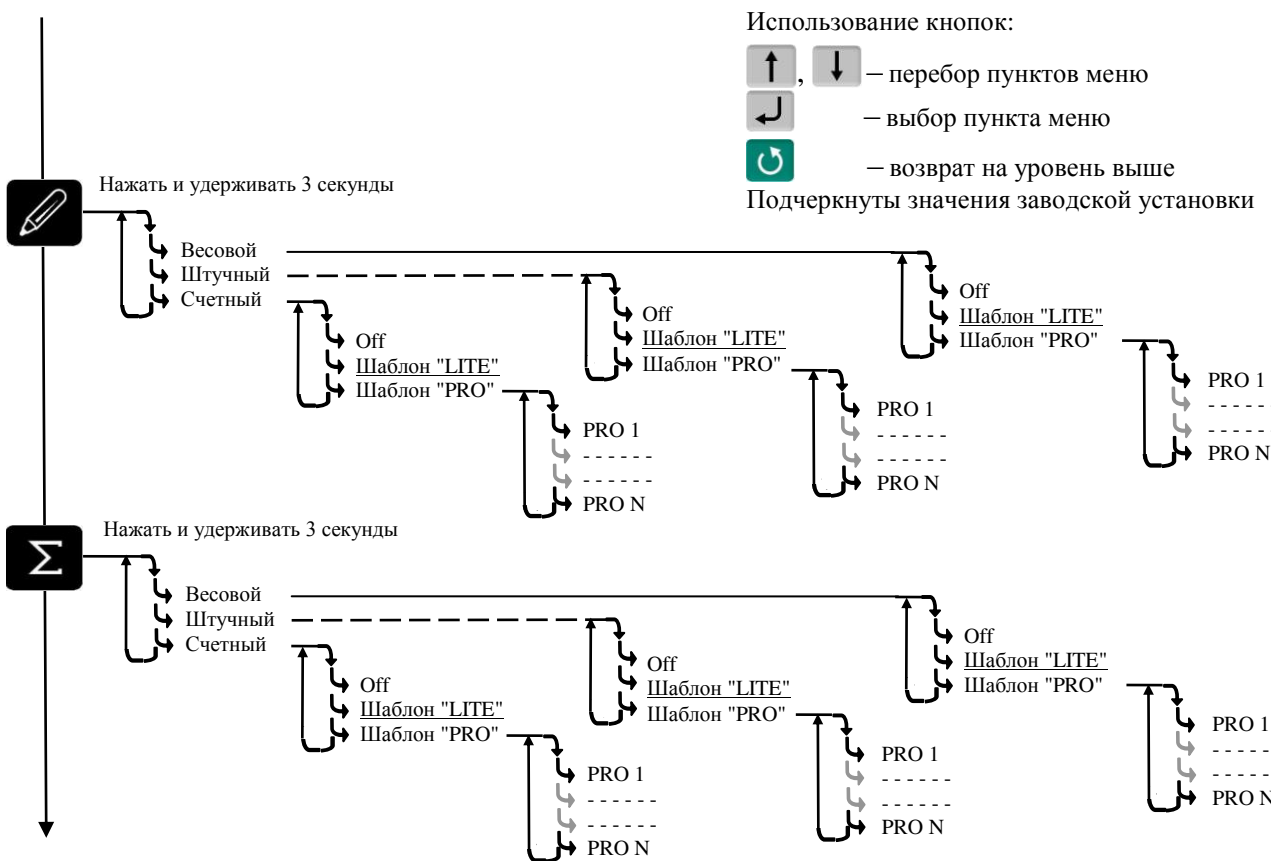 Использование кнопок:
, – перебор пунктов меню
– выбор пункта меню
– возврат на уровень выше
Подчеркнуты значения заводской установки
Нажать и удерживать 3 секунды
Весовой
Штучный
Счетный
Off
Шаблон "LITE"
Шаблон "PRO"
PRO 1
- - - - - -
- - - - - -
PRO N
Off
Шаблон "LITE"
Шаблон "PRO"
PRO 1
- - - - - -
- - - - - -
PRO N
Off
Шаблон "LITE"
Шаблон "PRO"
PRO 1
- - - - -
- - - - -
PRO N
Нажать и удерживать 3 секунды
Σ
Весовой
Штучный
Счетный
Off
Шаблон "LITE"
Шаблон "PRO"
PRO 1
- - - - - -
- - - - - -
PRO N
Off
Шаблон "LITE"
Шаблон "PRO"
PRO 1
- - - - - -
- - - - - -
PRO N
Off
Шаблон "LITE"
Шаблон "PRO"
PRO 1
- - - - -
- - - - -
PRO N